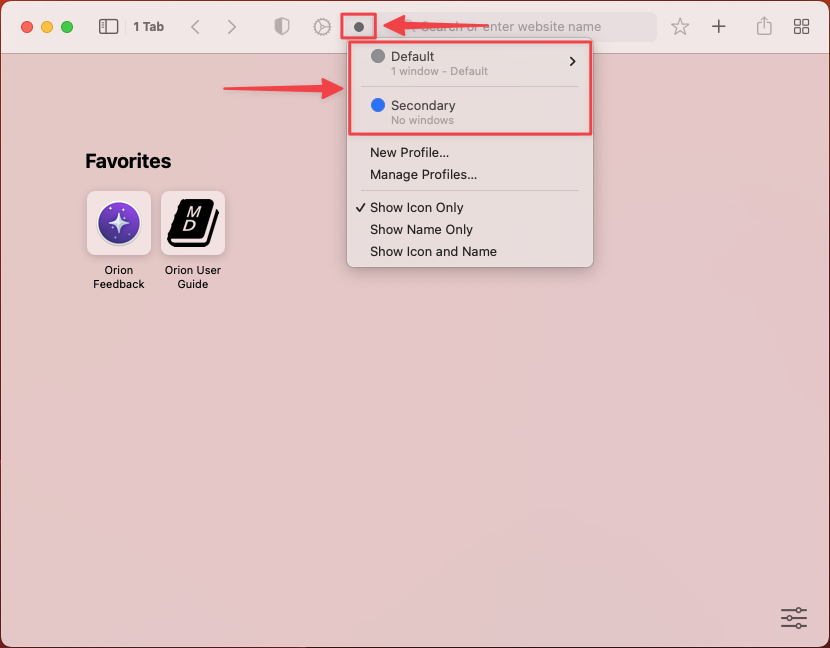 1 Tab
Search or enter website name
Default
1 window - Default
Secondary
No windows
New Profile...
Manage Profiles...
Show Icon Only
Show Name Only
Show Icon and Name
Favorites
MD
Orion
Feedback
Orion User
Guide